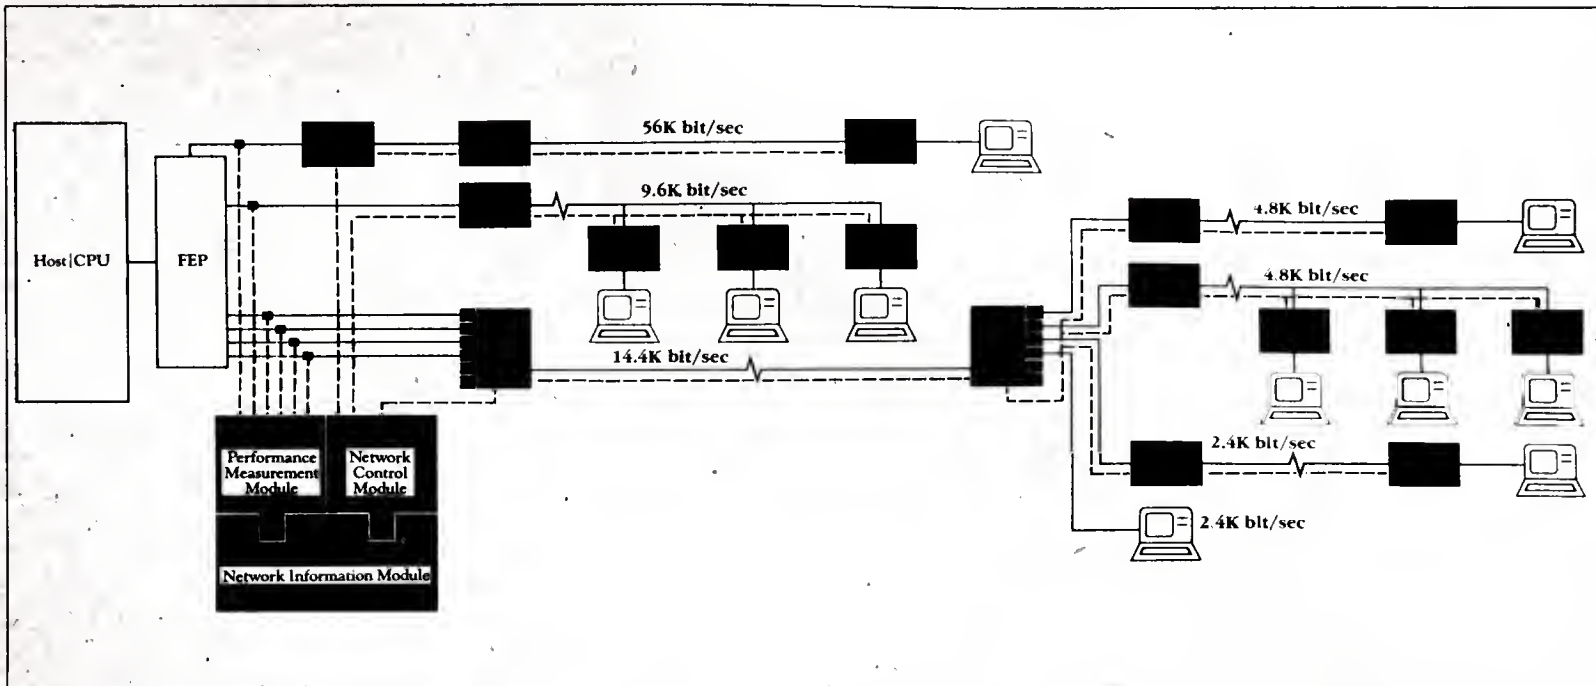 56K bit/sec
9.6K bit/sec
4.8K bit/sec
Host|CPU
FEP
4.8K bit/sec
14.4K bit/sec
2.4K bit/sec
Performance
Measurement
Module
Network
Control
Module
2.4K bit/sec
Network Information Module